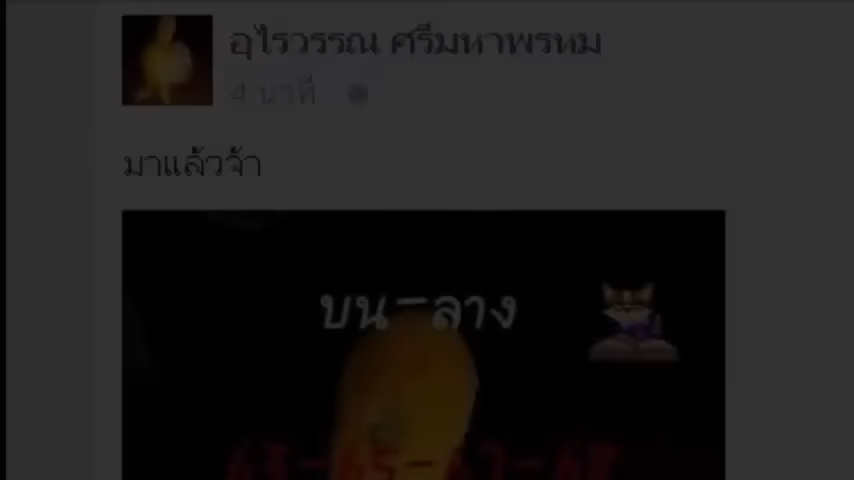 อุไรวรรณ ศรีมหาพรหม
4 นาที
มาแล้วจ้า
บน-ล่าง